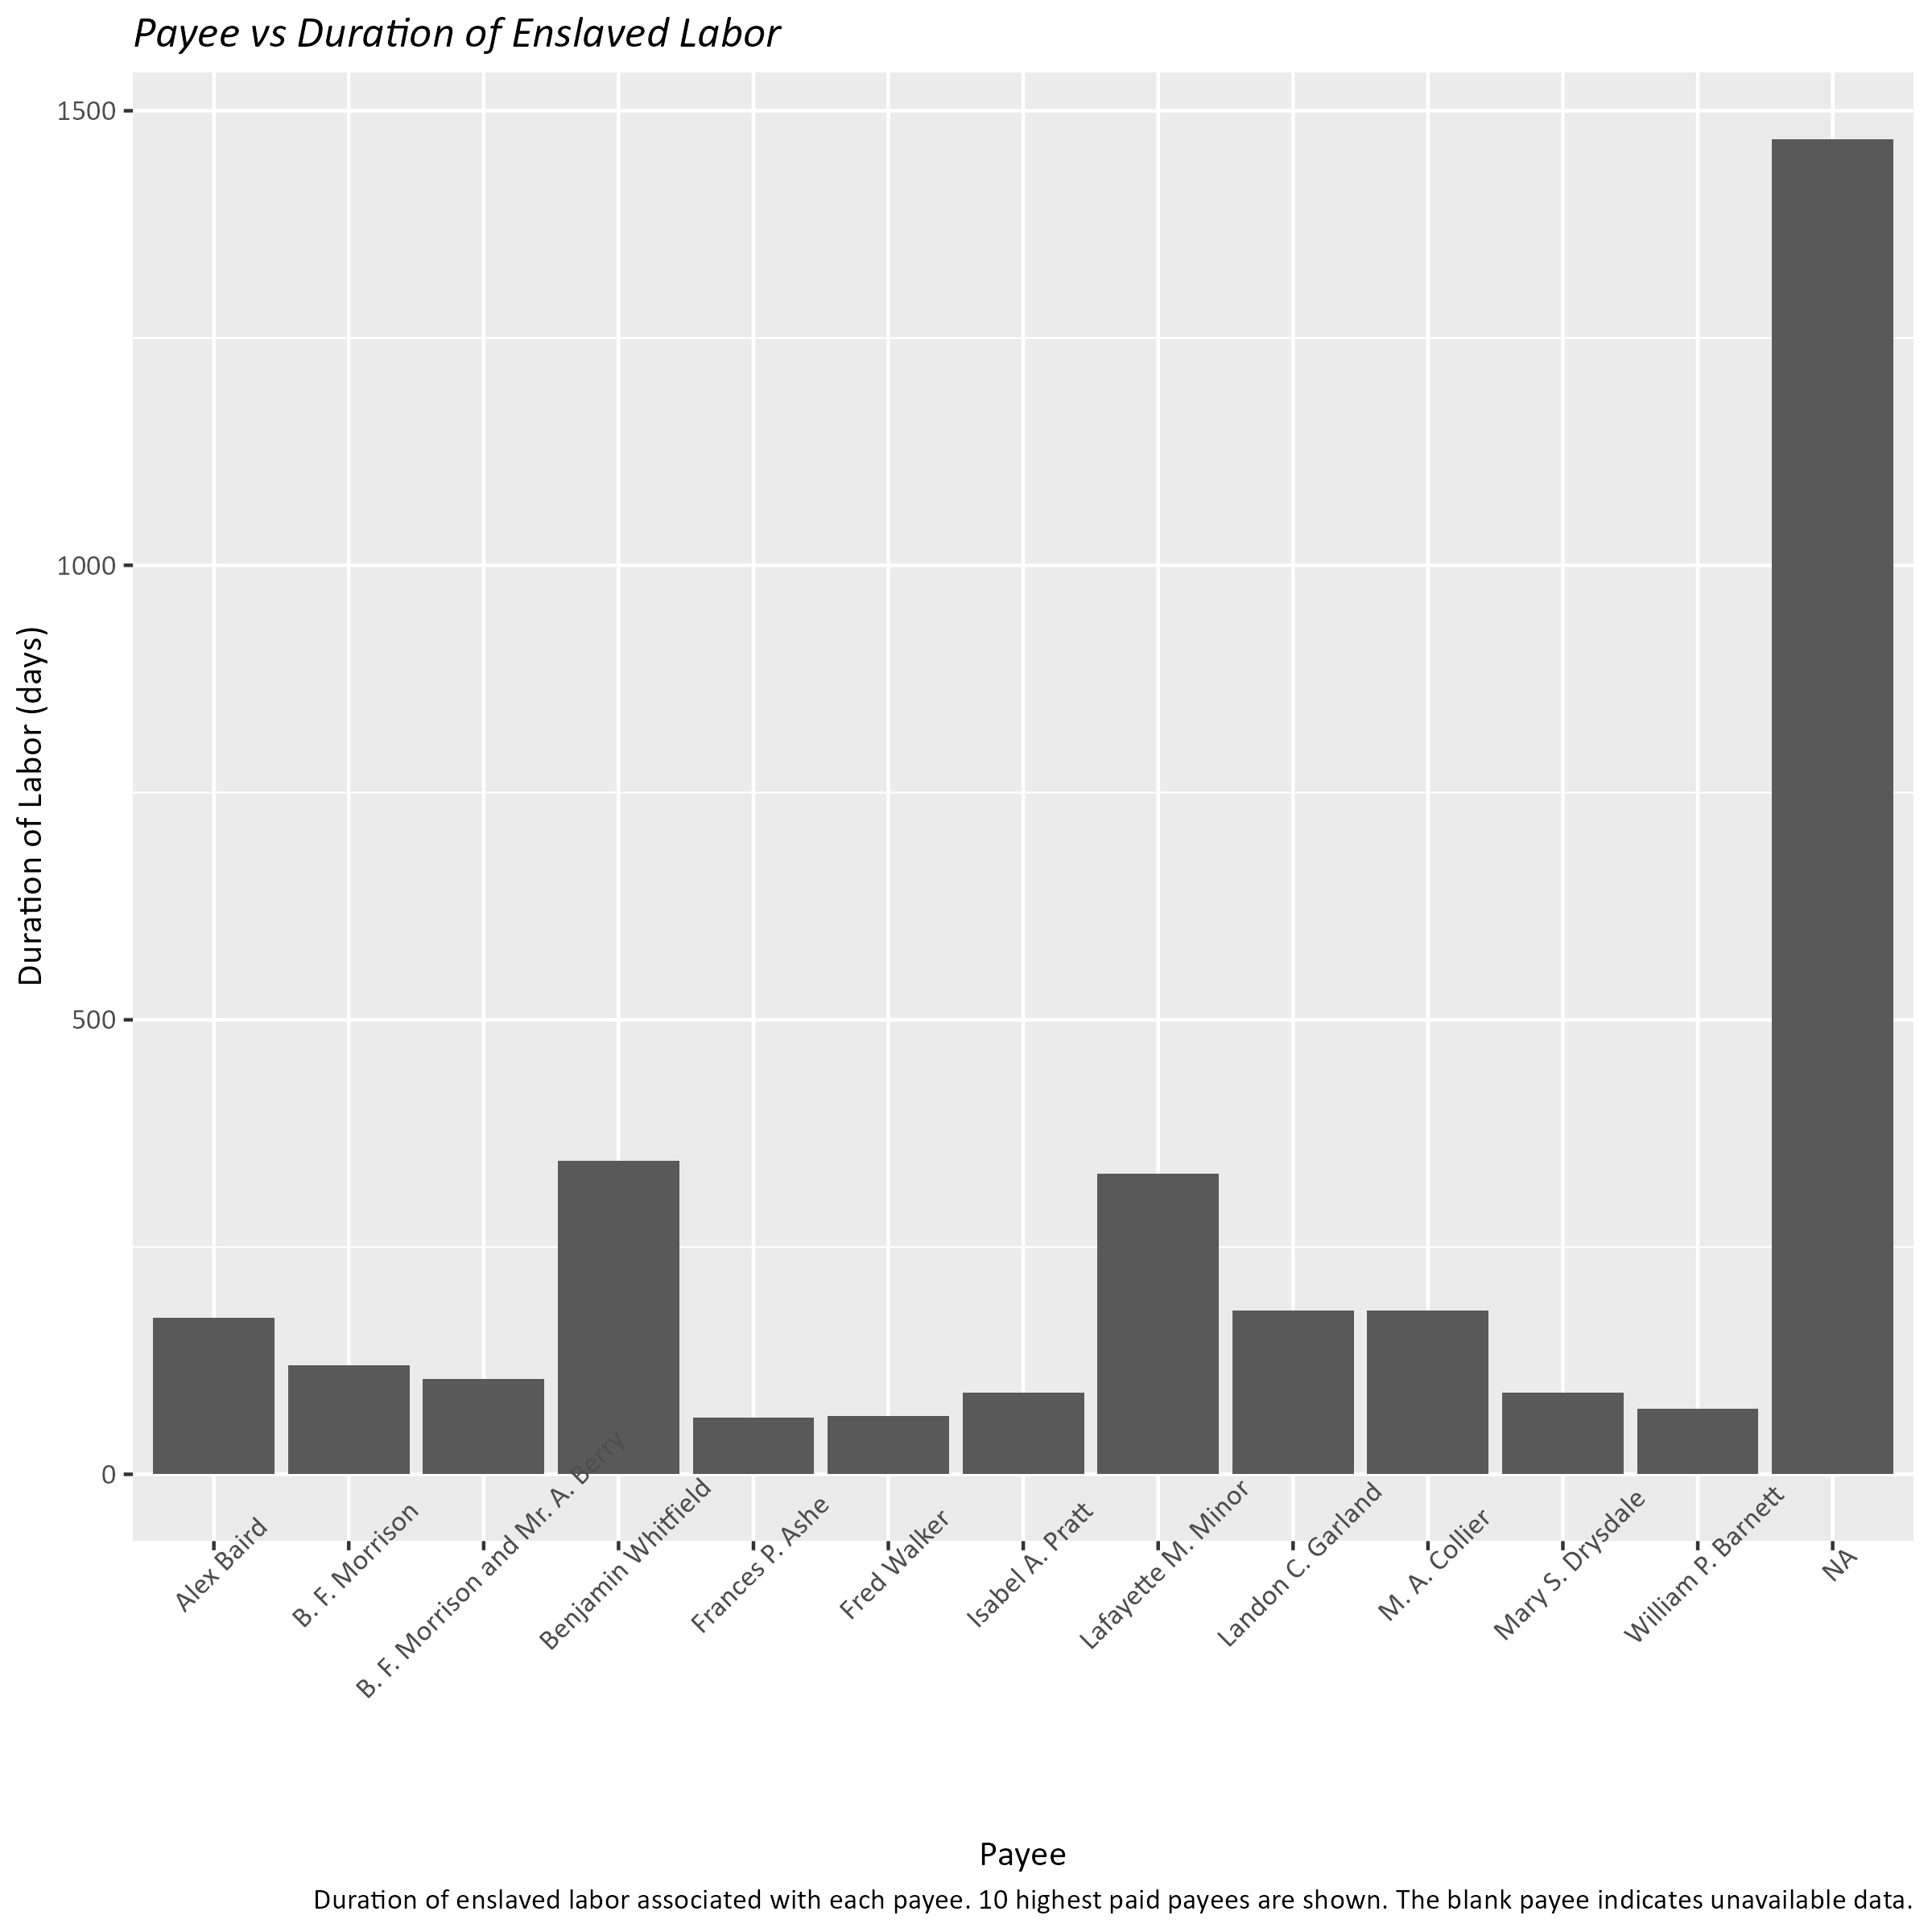 Payee vs Duration of Enslaved Labor
1500
1000
500
0
Duration of Labor (days)
Alex Baird
B. F. Morrison
B. F. Morrison and Mr. A. Berry
Benjamin Whitfield
Frances P. Ashe
Fred Walker
Isabel A. Pratt
Lafayette M. Minor
Landon C. Garland
M. A. Collier
Mary S. Drysdale
William P. Barnett
NA
Payee
Duration of enslaved labor associated with each payee. 10 highest paid payees are shown. The blank payee indicates unavailable data.